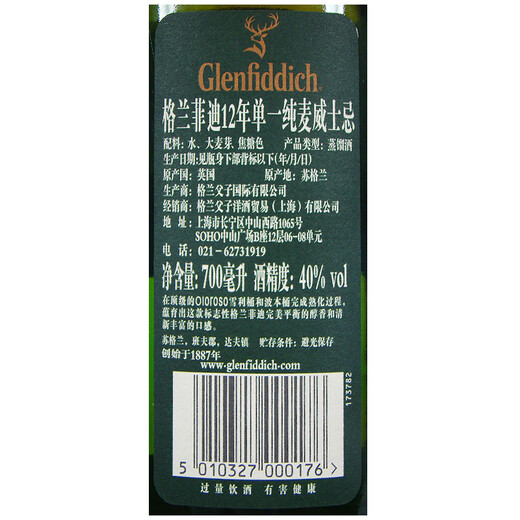 Glenfiddich
格兰菲迪12年单一纯麦威士忌
配料: 水、大麦芽、焦糖色 产品类型: 蒸馏酒
生产日期: 见瓶身下部背标以下(年/月/日)
原产国: 英国 原产地: 苏格兰
生产商: 格兰父子国际有限公司
经销商: 格兰父子洋酒贸易(上海)有限公司
地址: 上海市长宁区中山西路1065号
SOHO中山广场B座12层06-08单元
电话: 021-62731919
净含量: 700毫升 酒精度: 40% vol
在顶级的Oloroso雪利桶和波本桶完成熟化过程,
蕴育出这款标志性格兰菲迪完美平衡的醇香和清
新丰富的口感。
苏格兰, 班夫郡, 达夫镇 贮存条件: 避光保存
创始于1887年
www.glenfiddich.com
173782
5 010327 000176 >
过量饮酒 有害健康